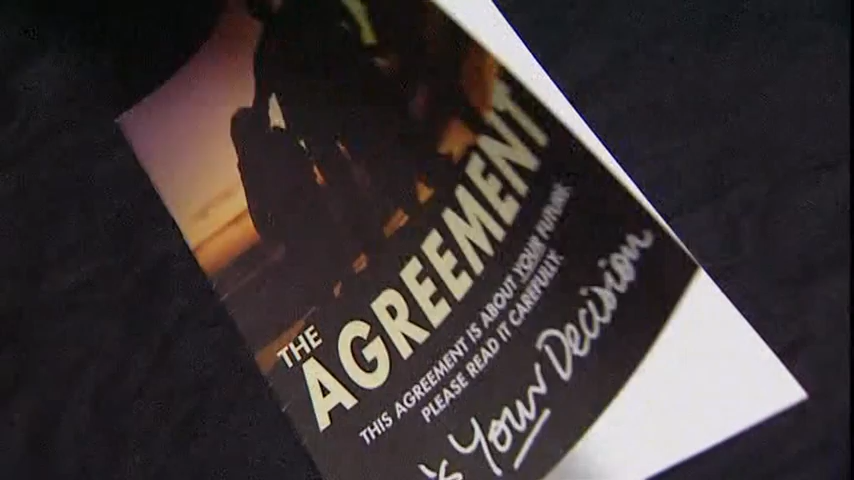 THE
AGREEMENT
THIS AGREEMENT IS ABOUT YOUR FUTURE.
PLEASE READ IT CAREFULLY.
's Your Decision